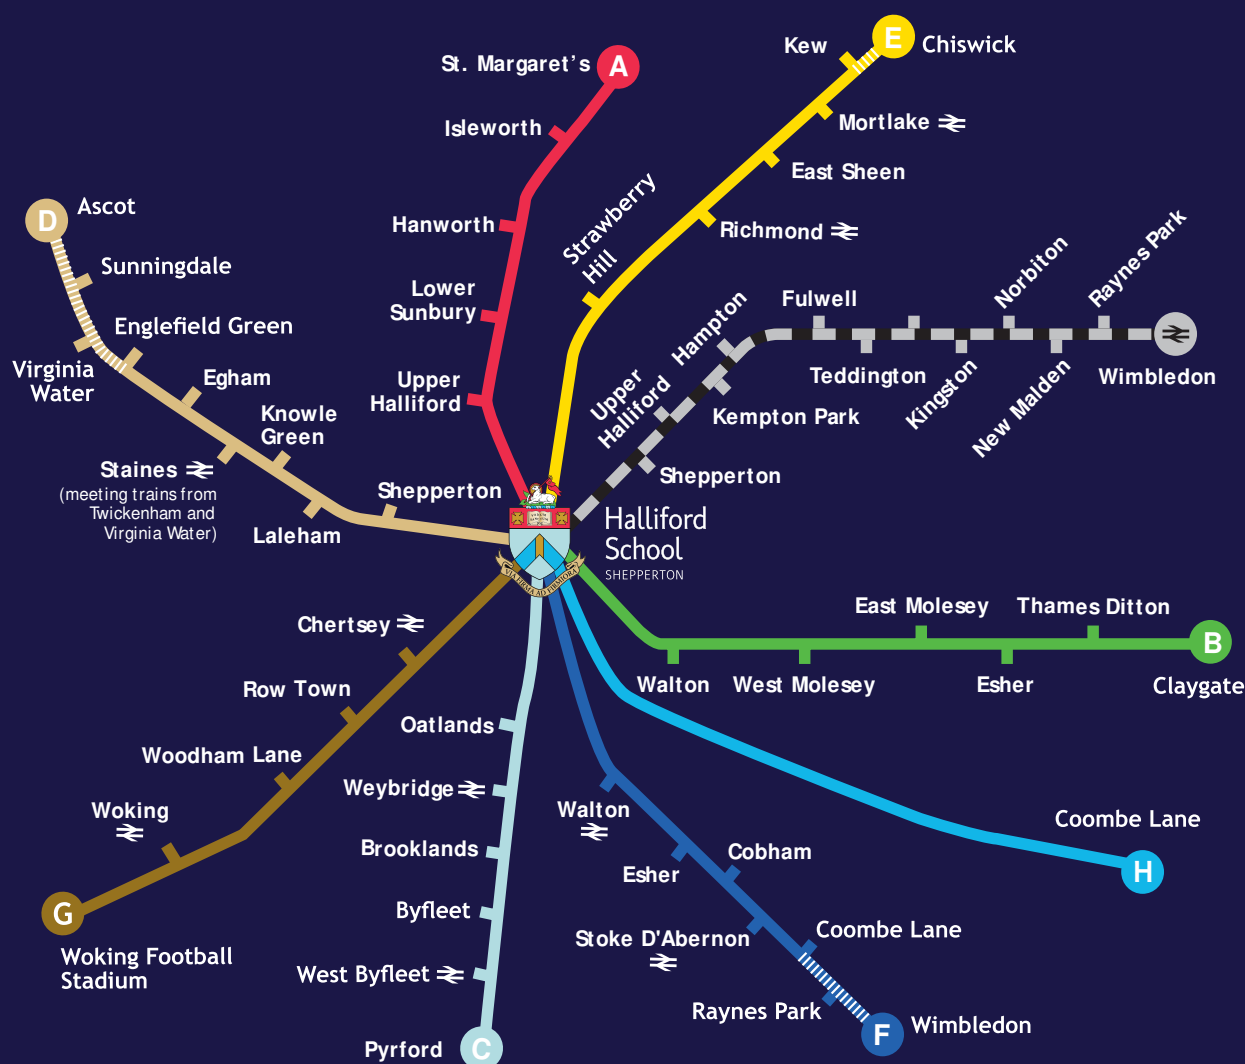 St. Margaret's
A
Isleworth
Hanworth
Lower
Sunbury
Upper
Halliford
E
Chiswick
Kew
Mortlake
East Sheen
Richmond
Strawberry
Hill
D
Ascot
Sunningdale
Englefield Green
Virginia
Water
Egham
Knowle
Green
Staines
(meeting trains from
Twickenham and
Virginia Water)
Laleham
Shepperton
Hampton
Fulwell
Norbiton
Raynes Park
Teddington
Kingston
New Malden
Wimbledon
Upper
Halliford
Kempton Park
Shepperton
Halliford
School
SHEPPERTON
VIA FIRMA AD FIRMIORA
East Molesey
Thames Ditton
B
Walton
West Molesey
Esher
Claygate
Chertsey
Row Town
Woodham Lane
Woking
G
Woking Football
Stadium
Oatlands
Weybridge
Brooklands
Byfleet
West Byfleet
Pyrford
C
Walton
Esher
Cobham
Stoke D'Abernon
Coombe Lane
Raynes Park
F
Wimbledon
Coombe Lane
H